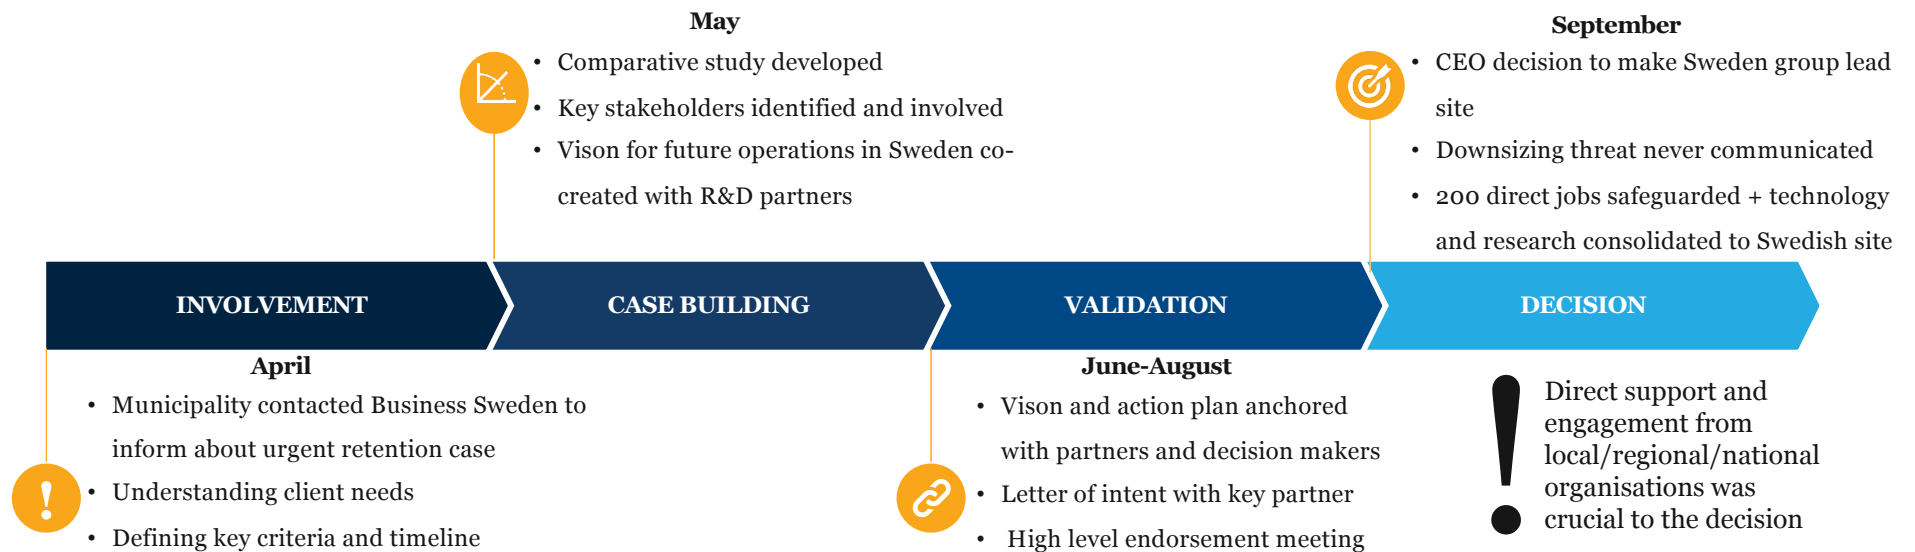 May
• Comparative study developed
• Key stakeholders identified and involved
• Vison for future operations in Sweden co-
created with R&D partners
September
• CEO decision to make Sweden group lead
site
• Downsizing threat never communicated
• 200 direct jobs safeguarded + technology
and research consolidated to Swedish site
INVOLVEMENT
CASE BUILDING
VALIDATION
DECISION
April
• Municipality contacted Business Sweden to
inform about urgent retention case
• Understanding client needs
• Defining key criteria and timeline
June-August
• Vison and action plan anchored
with partners and decision makers
• Letter of intent with key partner
• High level endorsement meeting
! Direct support and
engagement from
local/regional/national
organisations was
crucial to the decision